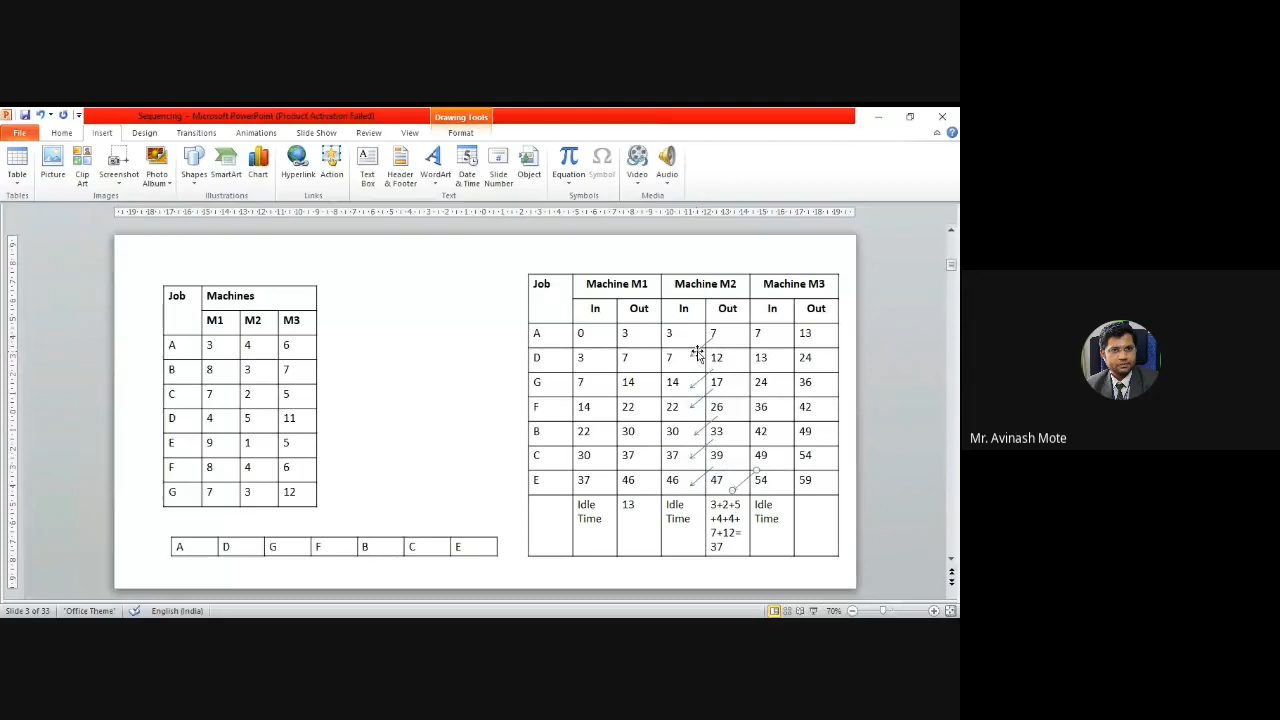 Sequencing. - Microsoft PowerPoint (Product Activation Failed)
Drawing Tools
File Home Insert Design Transitions Animations Slide Show Review View Format
Table Picture Clip Art Screenshot Photo Album Shapes SmartArt Chart Hyperlink Action Text Box Header & Footer WordArt Date & Time Slide Number Object Equation Symbol Video Audio
Tables Images Illustrations Links Text Symbols Media
Job Machines
M1 M2 M3
A 3 4 6
B 8 3 7
C 7 2 5
D 4 5 11
E 9 1 5
F 8 4 6
G 7 3 12
A D G F B C E
Job Machine M1 Machine M2 Machine M3
In Out In Out In Out
A 0 3 3 7 7 13
D 3 7 7 12 13 24
G 7 14 14 17 24 36
F 14 22 22 26 36 42
B 22 30 30 33 42 49
C 30 37 37 39 49 54
E 37 46 46 47 54 59
Idle Time 13 Idle Time 3+2+5+4+4+7+12=37 Idle Time
Slide 3 of 33 "Office Theme" English (India) 70%
Mr. Avinash Mote